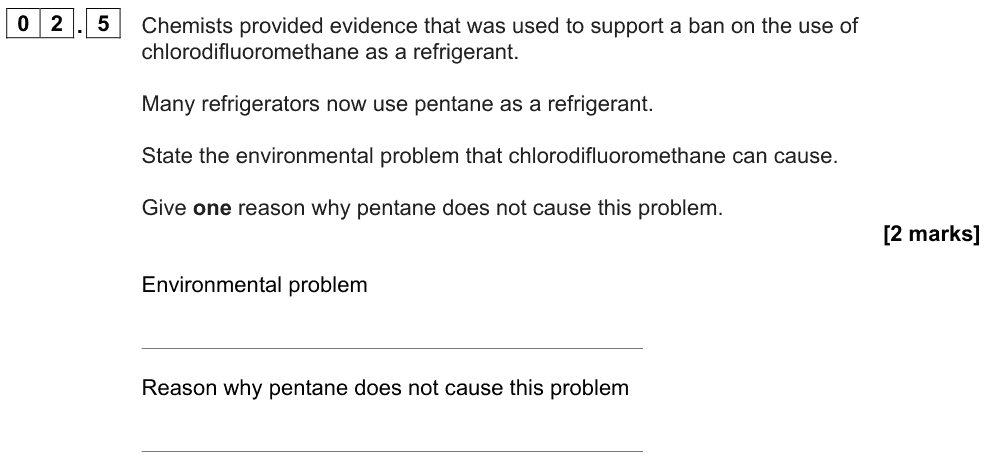 02.5 Chemists provided evidence that was used to support a ban on the use of
chlorodifluoromethane as a refrigerant.
Many refrigerators now use pentane as a refrigerant.
State the environmental problem that chlorodifluoromethane can cause.
Give one reason why pentane does not cause this problem.
[2 marks]
Environmental problem
Reason why pentane does not cause this problem